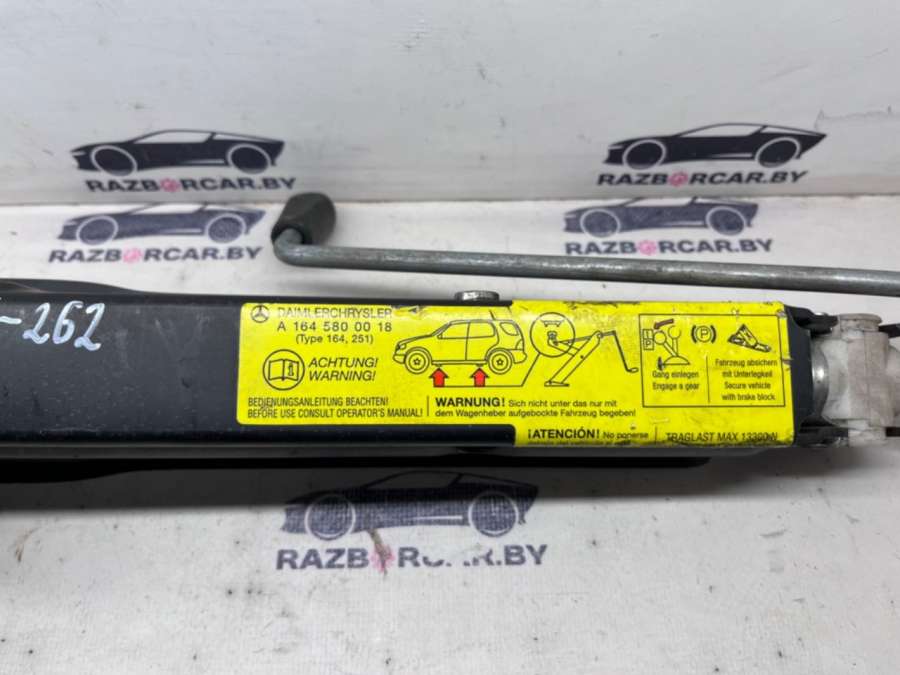 RAZBORCAR.BY
RAZBORCAR.BY
RAZBORCAR.BY
RAZBORCAR.BY
-262
DAIMLERCHRYSLER
A 164 580 00 18
(Type 164, 251)
ACHTUNG!
WARNING!
BEDIENUNGSANLEITUNG BEACHTEN!
BEFORE USE CONSULT OPERATOR'S MANUAL!
WARNUNG! Sich nicht unter das nur mit
dem Wagenheber aufgebockte Fahrzeug begeben!
P
(P)
Gang einlegen
Engage a gear
Fahrzeug absichern
mit Unterlegkeil
Secure vehicle
with brake block
¡ATENCIÓN! No ponerse
TRAGLAST MAX 13300 N
RAZBORCAR.BY